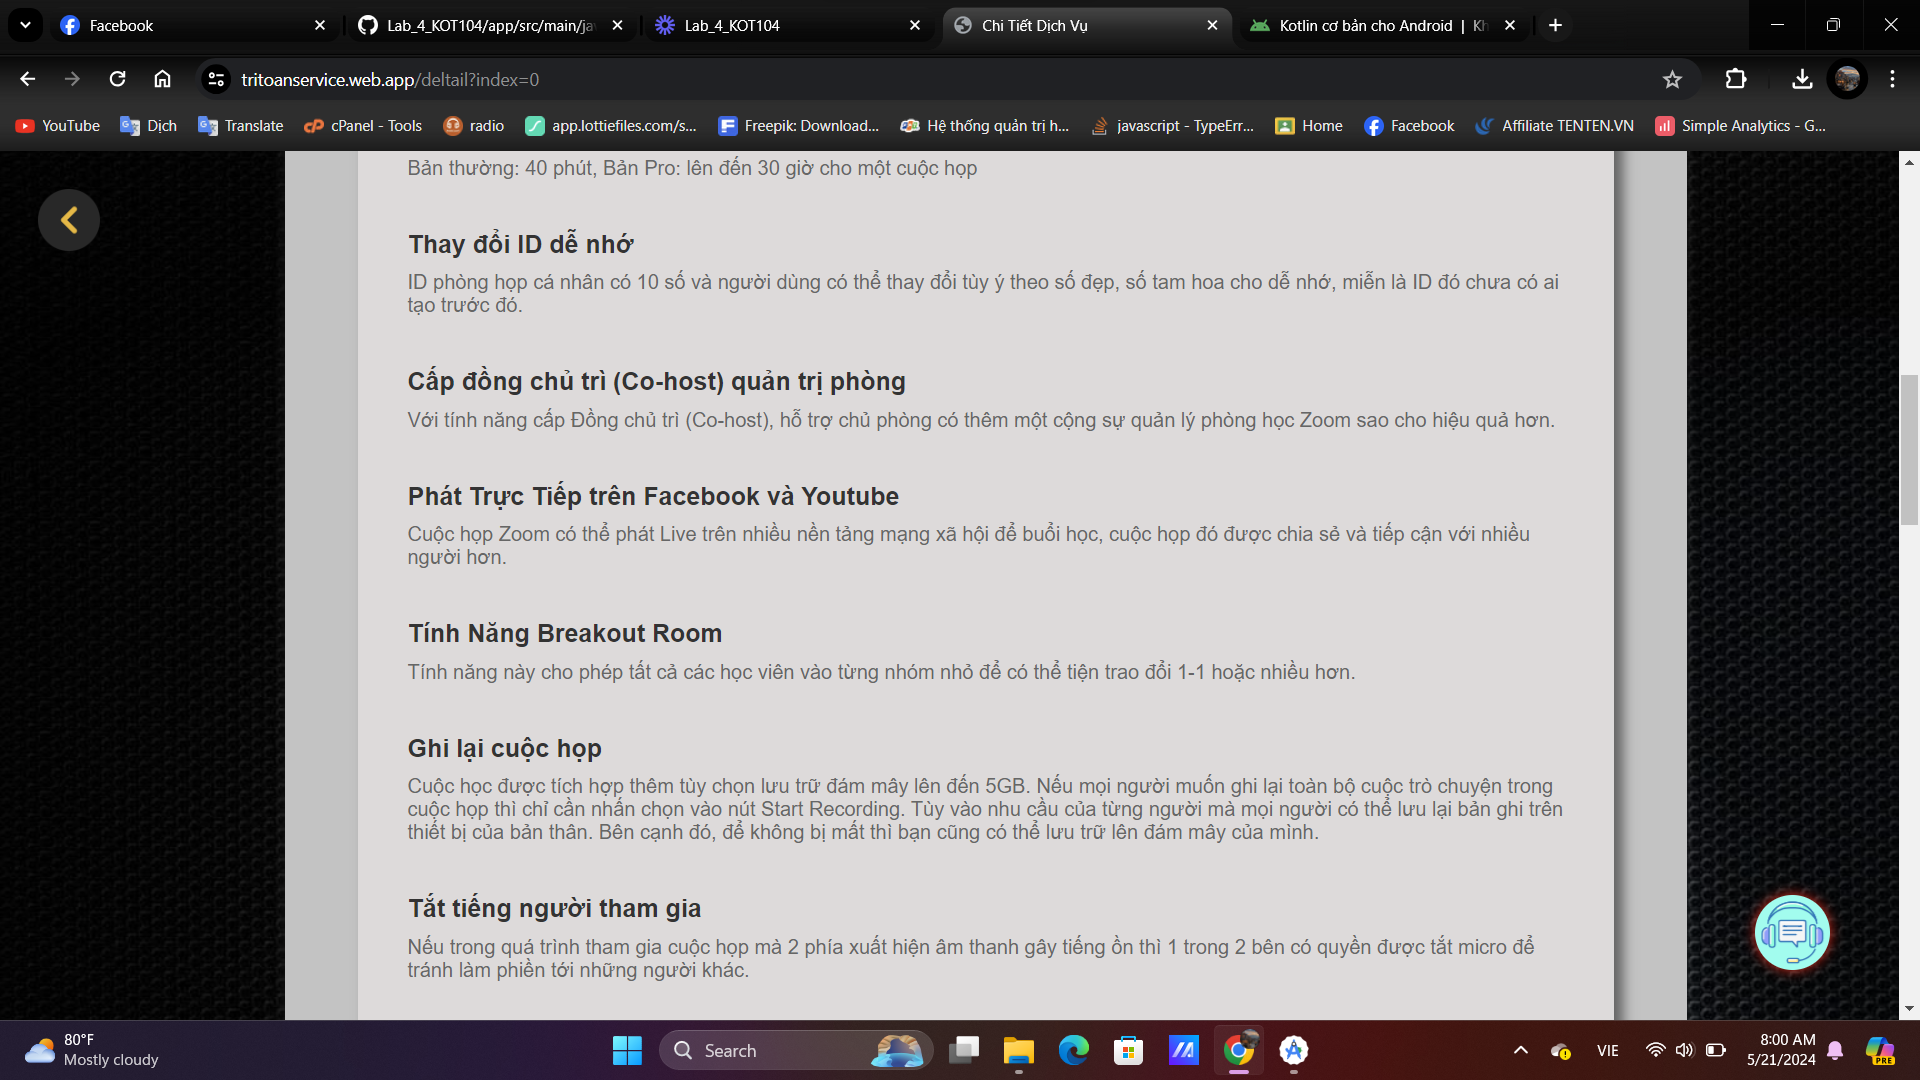 Facebook
Lab_4_KOT104/app/src/main/ja
Lab_4_KOT104
Chi Tiết Dịch Vụ
Kotlin cơ bản cho Android | Kh
tritoanservice.web.app/deltail?index=0
YouTube
Dịch
Translate
cPanel - Tools
radio
app.lottiefiles.com/s...
Freepik: Download...
Hệ thống quản trị h...
javascript - TypeErr...
Home
Facebook
Affiliate TENTEN.VN
Simple Analytics - G...
Bản thường: 40 phút, Bản Pro: lên đến 30 giờ cho một cuộc họp
Thay đổi ID dễ nhớ
ID phòng họp cá nhân có 10 số và người dùng có thể thay đổi tùy ý theo số đẹp, số tam hoa cho dễ nhớ, miễn là ID đó chưa có ai
tạo trước đó.
Cấp đồng chủ trì (Co-host) quản trị phòng
Với tính năng cấp Đồng chủ trì (Co-host), hỗ trợ chủ phòng có thêm một cộng sự quản lý phòng học Zoom sao cho hiệu quả hơn.
Phát Trực Tiếp trên Facebook và Youtube
Cuộc họp Zoom có thể phát Live trên nhiều nền tảng mạng xã hội để buổi học, cuộc họp đó được chia sẻ và tiếp cận với nhiều
người hơn.
Tính Năng Breakout Room
Tính năng này cho phép tất cả các học viên vào từng nhóm nhỏ để có thể tiện trao đổi 1-1 hoặc nhiều hơn.
Ghi lại cuộc họp
Cuộc học được tích hợp thêm tùy chọn lưu trữ đám mây lên đến 5GB. Nếu mọi người muốn ghi lại toàn bộ cuộc trò chuyện trong
cuộc họp thì chỉ cần nhấn chọn vào nút Start Recording. Tùy vào nhu cầu của từng người mà mọi người có thể lưu lại bản ghi trên
thiết bị của bản thân. Bên cạnh đó, để không bị mất thì bạn cũng có thể lưu trữ lên đám mây của mình.
Tắt tiếng người tham gia
Nếu trong quá trình tham gia cuộc họp mà 2 phía xuất hiện âm thanh gây tiếng ồn thì 1 trong 2 bên có quyền được tắt micro để
tránh làm phiền tới những người khác.
80°F
Mostly cloudy
Search
VIE
8:00 AM
5/21/2024
PRE